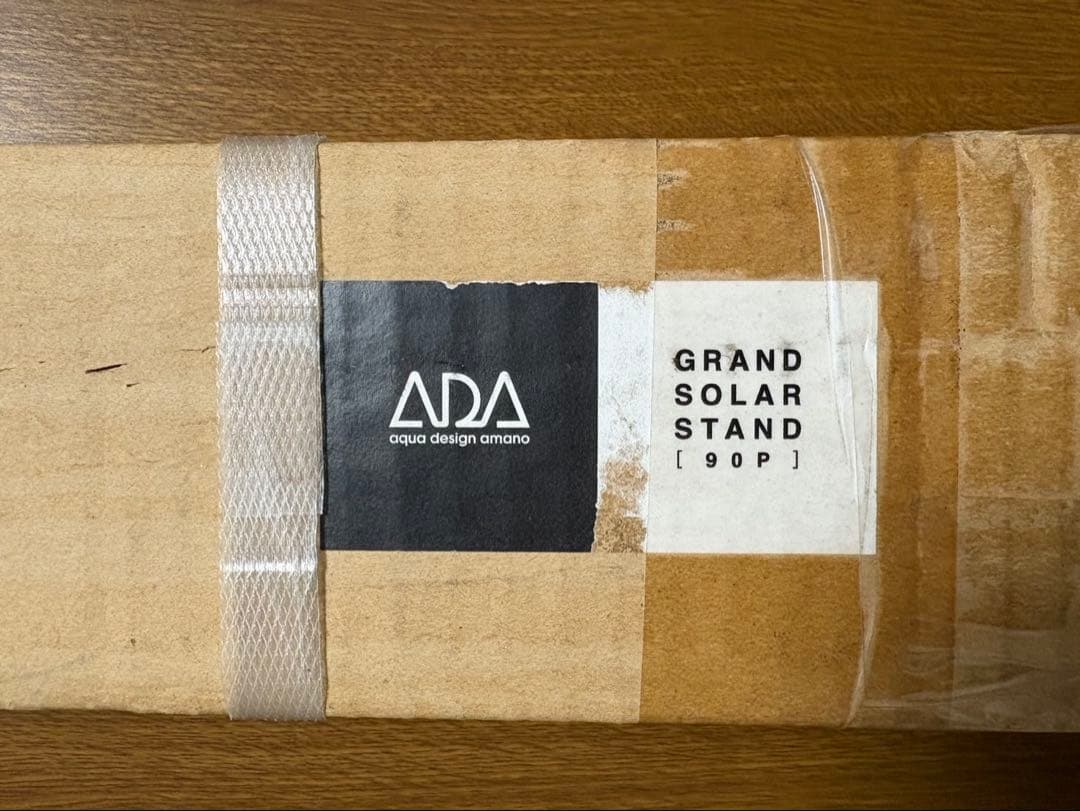 ADA
aqua design amano
GRAND
SOLAR
STAND
[ 90P ]